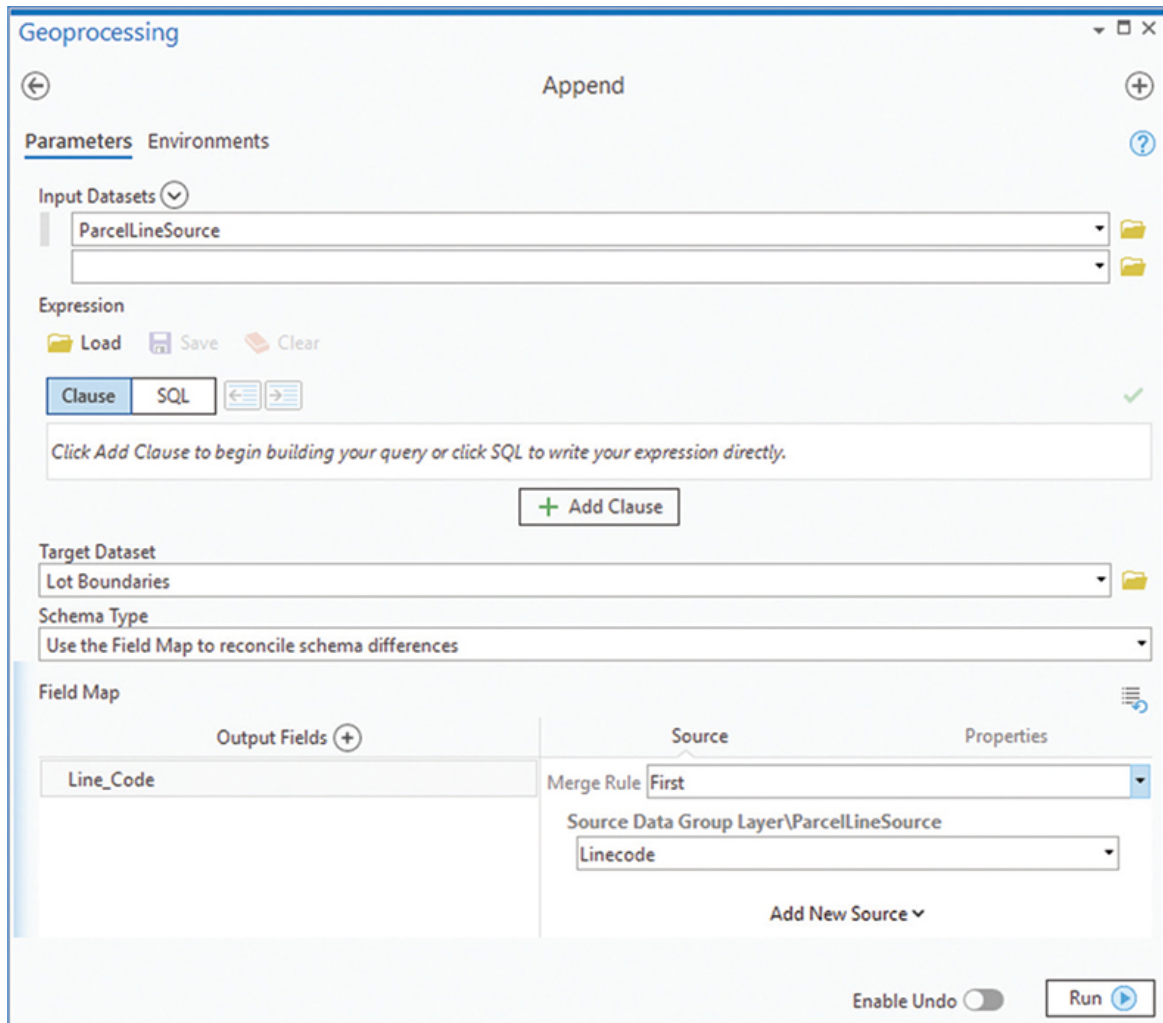 Geoprocessing
Append
Parameters Environments
Input Datasets
ParcelLineSource
Expression
Load Save Clear
Clause SQL
Click Add Clause to begin building your query or click SQL to write your expression directly.
Add Clause
Target Dataset
Lot Boundaries
Schema Type
Use the Field Map to reconcile schema differences
Field Map
Output Fields Source Properties
Line_Code Merge Rule First
Source Data Group Layer\ParcelLineSource
Linecode
Add New Source
Enable Undo Run